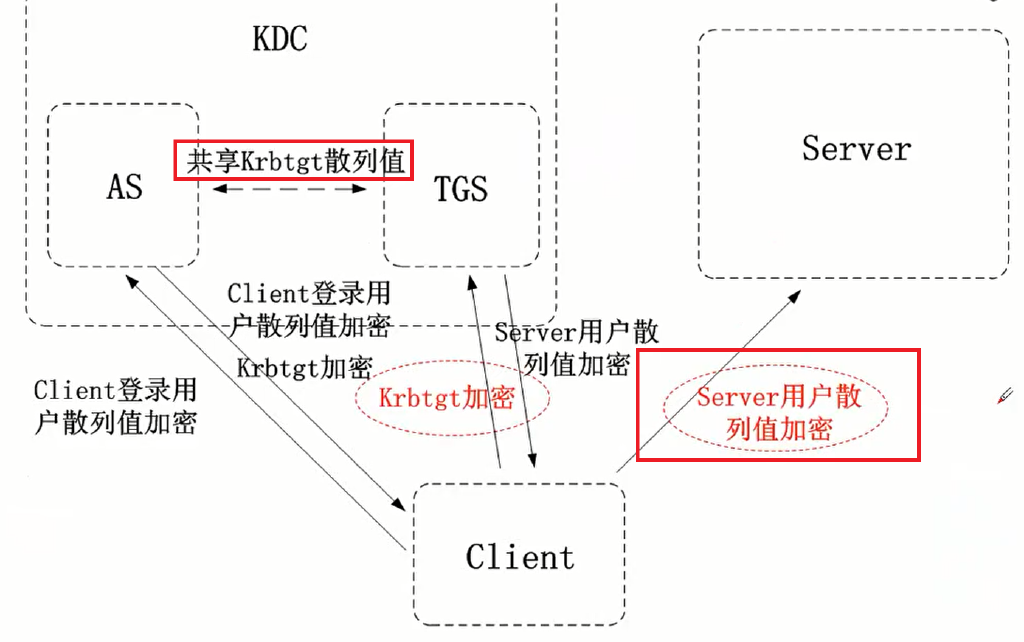 KDC
Server
共享Krbtgt散列值
AS
TGS
Client登录用
户散列值加密
Krbtgt加密
Server用户散
列值加密
Client登录用
户散列值加密
Krbtgt加密
Server用户散
列值加密
Client